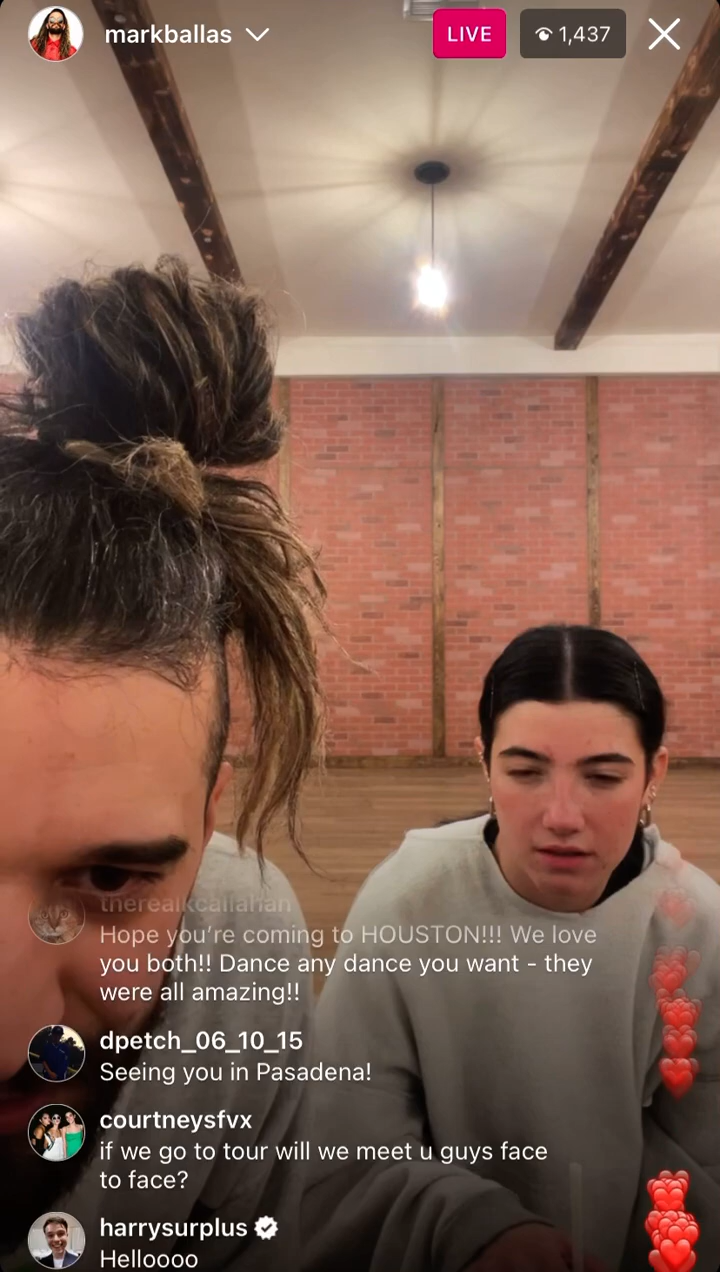 markballas
LIVE
1,437
therealkcallahan
Hope you're coming to HOUSTON!!! We love
you both!! Dance any dance you want - they
were all amazing!!
dpetch_06_10_15
Seeing you in Pasadena!
courtneysfvx
if we go to tour will we meet u guys face
to face?
harrysurplus
Helloooo